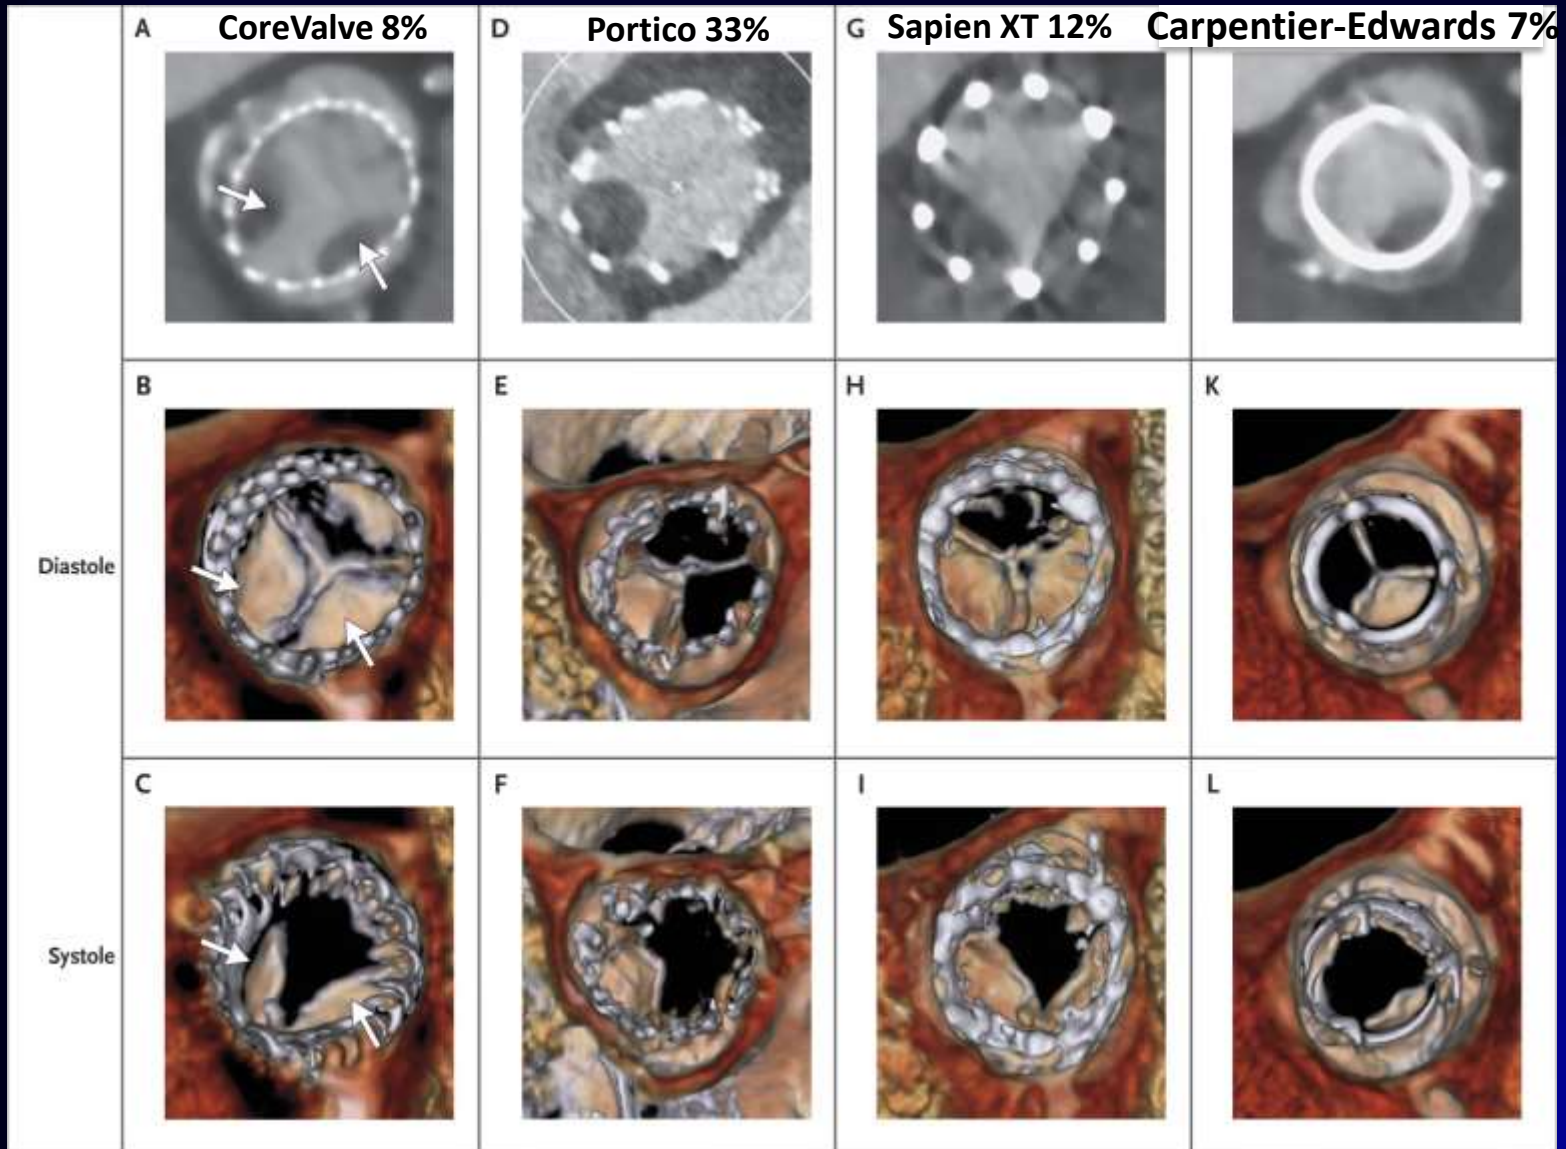 A
CoreValve 8%
D
Portico 33%
G
Sapien XT 12%
Carpentier-Edwards 7%
B
E
H
K
Diastole
C
F
I
L
Systole